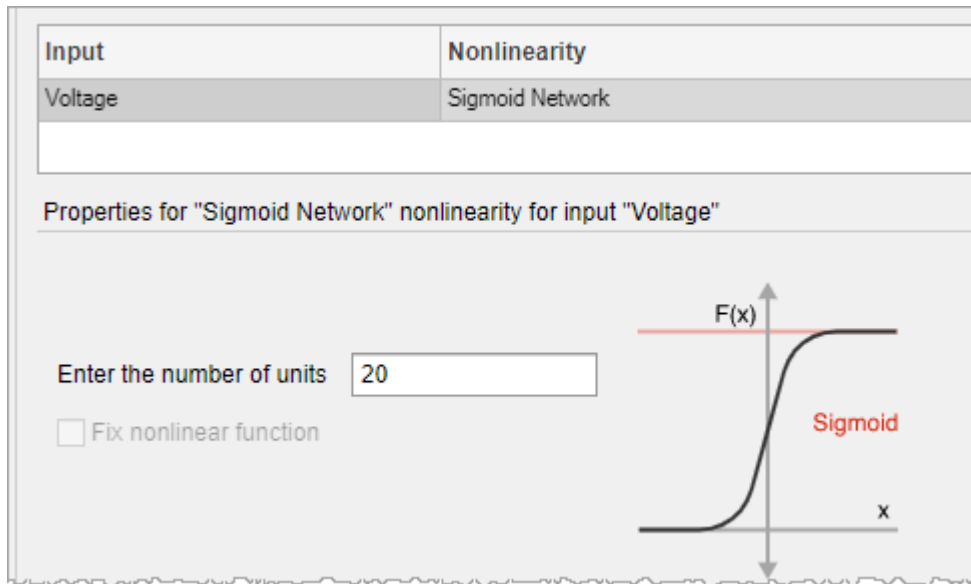 Input Nonlinearity
Voltage Sigmoid Network
Properties for "Sigmoid Network" nonlinearity for input "Voltage"
F(x)
Enter the number of units 20
Fix nonlinear function
Sigmoid
x